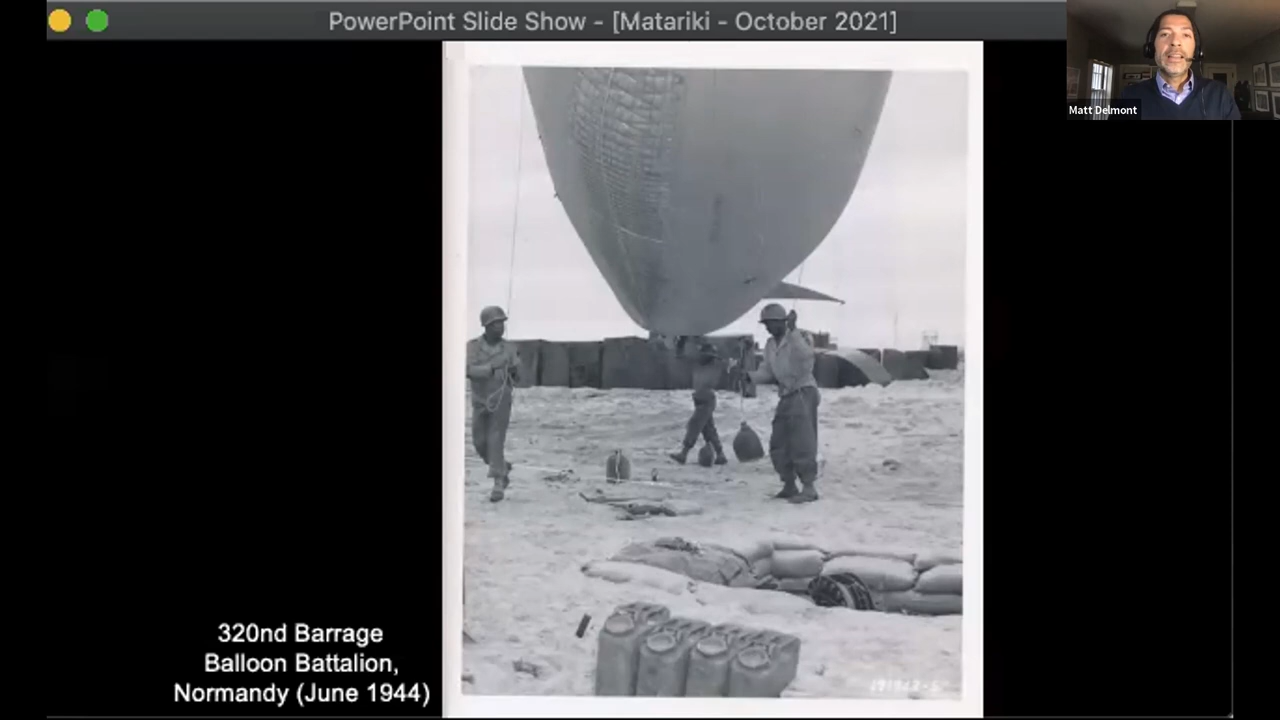 PowerPoint Slide Show - [Matariki - October 2021]
Matt Delmont
320nd Barrage
Balloon Battalion,
Normandy (June 1944)